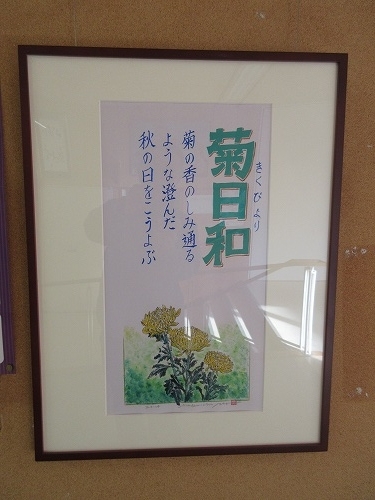 菊日和
きくびより
菊の香のしみ通る
ような澄んだ
秋の日をこうよぶ